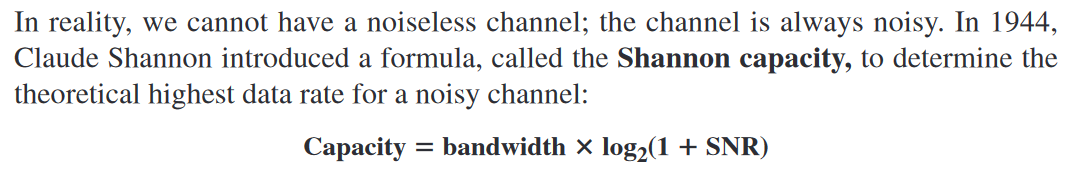 In reality, we cannot have a noiseless channel; the channel is always noisy. In 1944,
Claude Shannon introduced a formula, called the Shannon capacity, to determine the
theoretical highest data rate for a noisy channel:
Capacity = bandwidth × log₂(1 + SNR)